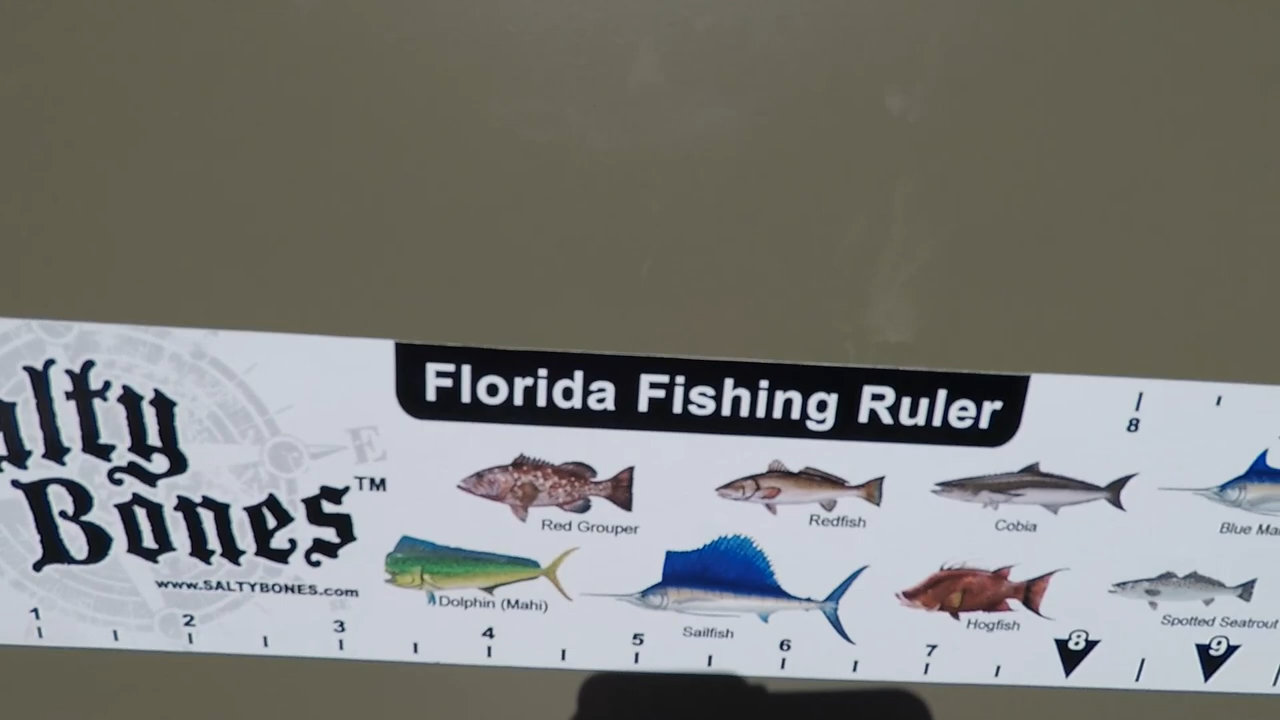 Florida Fishing Ruler
Bones™
www.SALTYBONES.com
8
Red Grouper
Redfish
Cobia
Blue
Dolphin (Mahi)
Sailfish
Hogfish
Spotted Seatrout
1 2 3 4 5 6 7 8 9